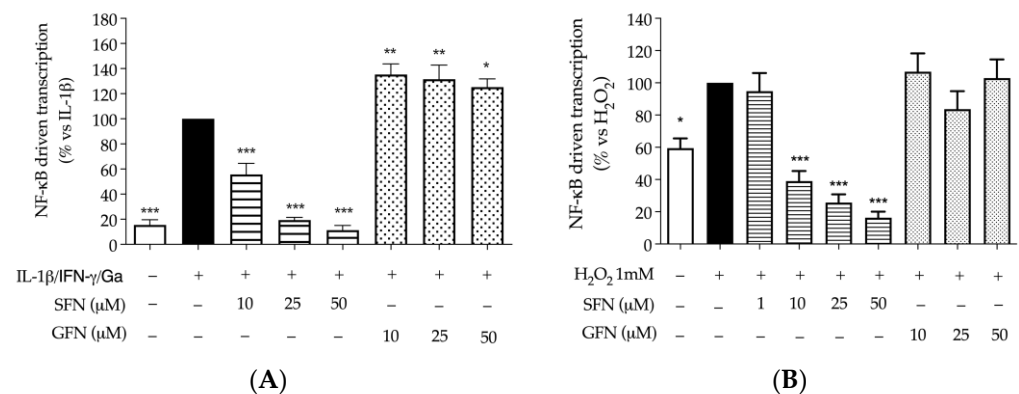 180
160
140
120
100
80
60
40
20
0
NF-κB driven transcription
(% vs IL-1β)
***
***
***
***
**
**
*
IL-1β/IFN-γ/Ga – + + + + + + +
SFN (μM) – – 10 25 50 – – –
GFN (μM) – – – – – 10 25 50
(A)
140
120
100
80
60
40
20
0
NF-κB driven transcription
(% vs H₂O₂)
*
***
***
***
H₂O₂ 1mM – + + + + + + + +
SFN (μM) – – 1 10 25 50 – – –
GFN (μM) – – – – – – 10 25 50
(B)